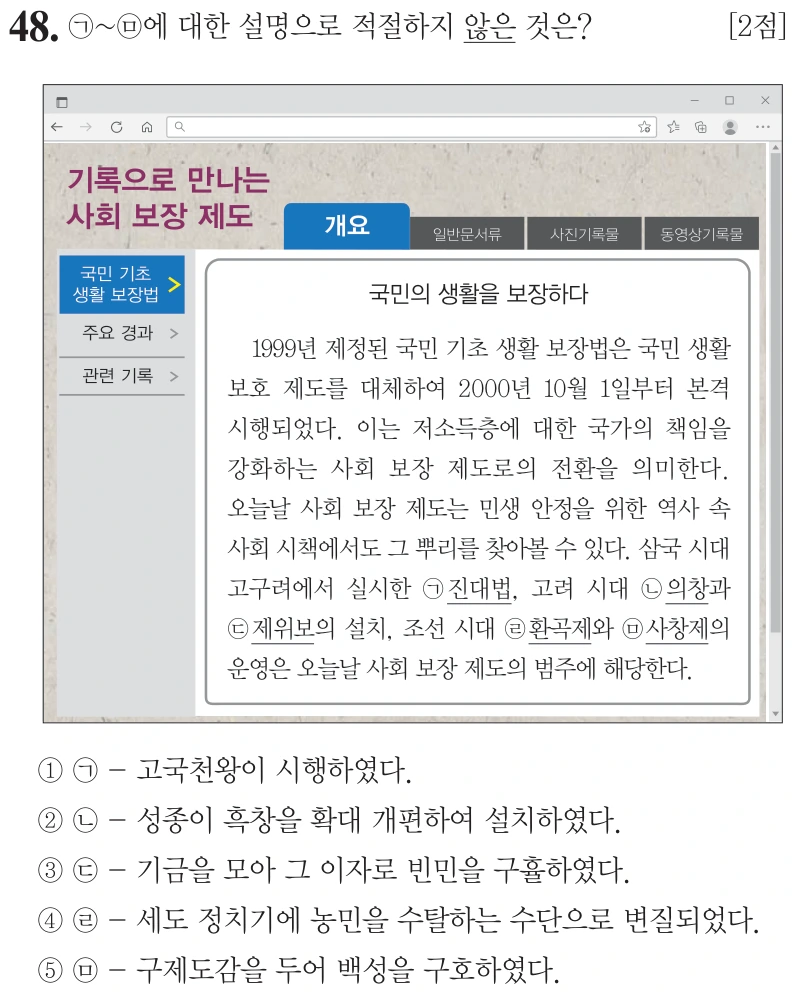 48. ㉠~㉤에 대한 설명으로 적절하지 않은 것은? [2점]
기록으로 만나는
사회 보장 제도
개요
일반문서류
사진기록물
동영상기록물
국민 기초
생활 보장법 >
주요 경과 >
관련 기록 >
국민의 생활을 보장하다
1999년 제정된 국민 기초 생활 보장법은 국민 생활
보호 제도를 대체하여 2000년 10월 1일부터 본격
시행되었다. 이는 저소득층에 대한 국가의 책임을
강화하는 사회 보장 제도로의 전환을 의미한다.
오늘날 사회 보장 제도는 민생 안정을 위한 역사 속
사회 시책에서도 그 뿌리를 찾아볼 수 있다. 삼국 시대
고구려에서 실시한 ㉠진대법, 고려 시대 ㉡의창과
㉢제위보의 설치, 조선 시대 ㉣환곡제와 ㉤사창제의
운영은 오늘날 사회 보장 제도의 범주에 해당한다.
① ㉠ - 고국천왕이 시행하였다.
② ㉡ - 성종이 흑창을 확대 개편하여 설치하였다.
③ ㉢ - 기금을 모아 그 이자로 빈민을 구휼하였다.
④ ㉣ - 세도 정치기에 농민을 수탈하는 수단으로 변질되었다.
⑤ ㉤ - 구제도감을 두어 백성을 구호하였다.